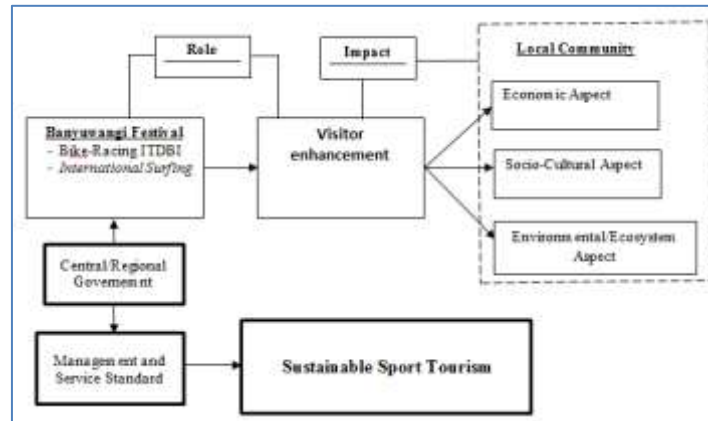 Role
Impact
Local Community
Economic Aspect
Banyuwangi Festival
- Bike-Racing ITDBI
- International Surfing
Visitor
enhancement
Socio-Cultural Aspect
Environmental/Ecosystem
Aspect
Central/Regional
Government
Management and
Service Standard
Sustainable Sport Tourism